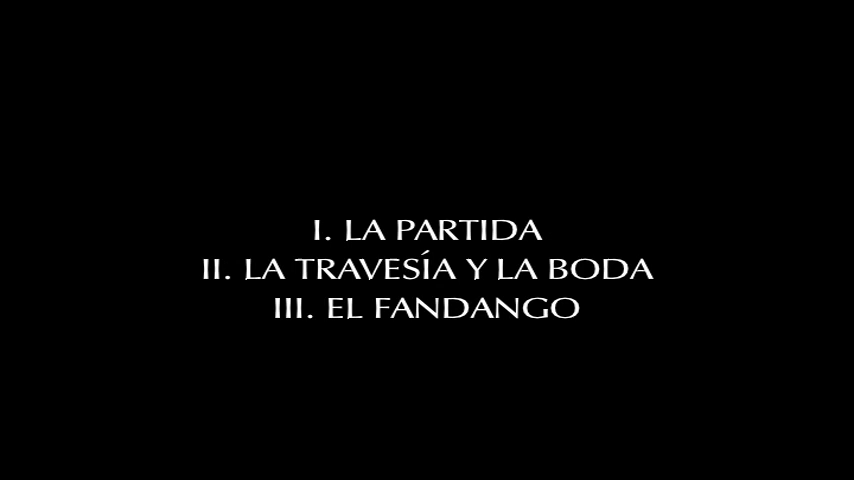 I. LA PARTIDA
II. LA TRAVESÍA Y LA BODA
III. EL FANDANGO